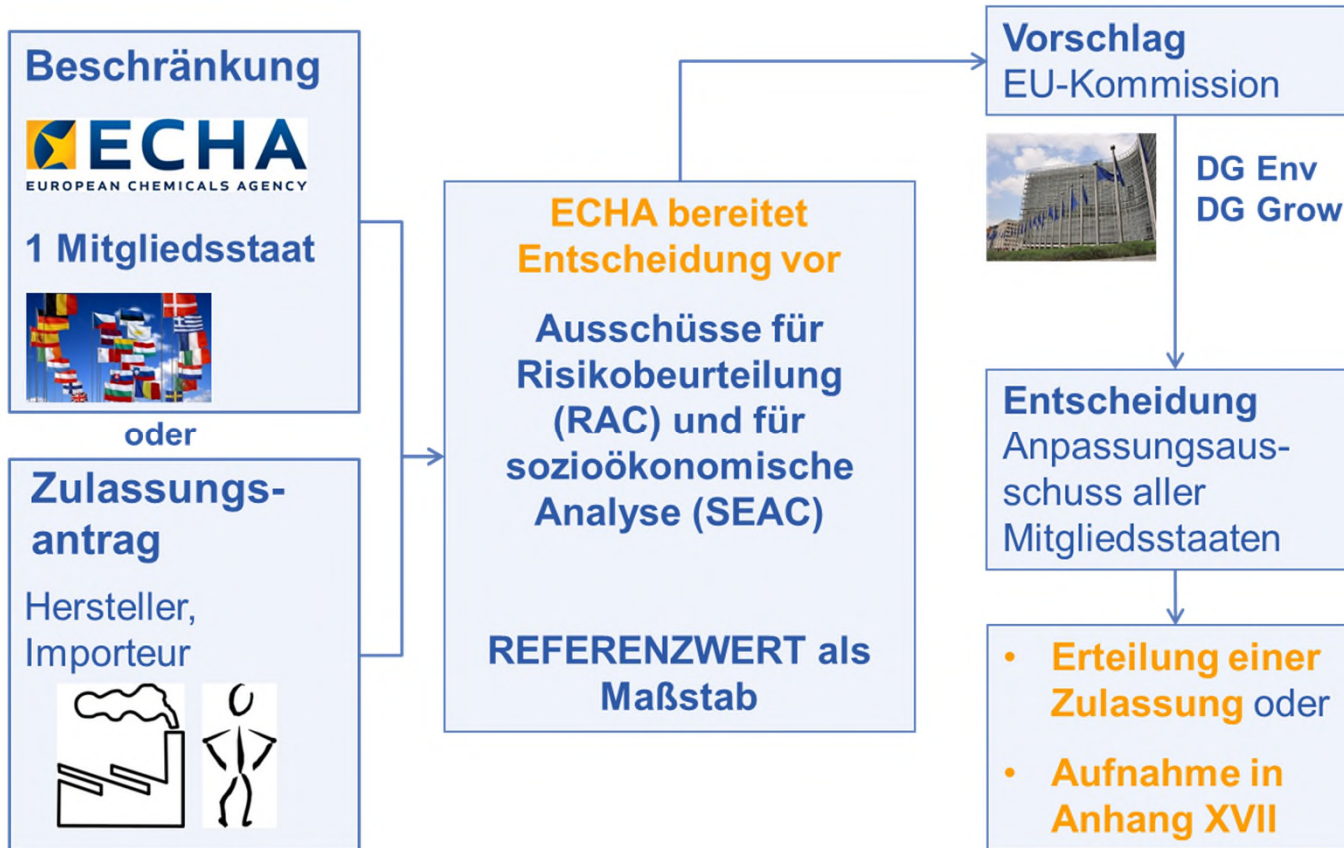 Beschränkung
ECHA
EUROPEAN CHEMICALS AGENCY
1 Mitgliedsstaat
oder
Zulassungs-
antrag
Hersteller,
Importeur
ECHA bereitet
Entscheidung vor
Ausschüsse für
Risikobeurteilung
(RAC) und für
sozioökonomische
Analyse (SEAC)
REFERENZWERT als
Maßstab
Vorschlag
EU-Kommission
DG Env
DG Grow
Entscheidung
Anpassungsaus-
schuss aller
Mitgliedsstaaten
• Erteilung einer
Zulassung oder
• Aufnahme in
Anhang XVII